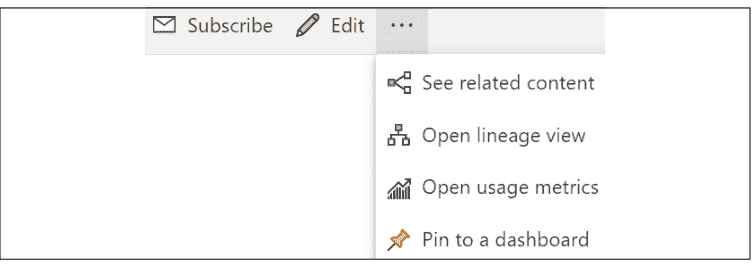 Subscribe Edit ...
See related content
Open lineage view
Open usage metrics
Pin to a dashboard